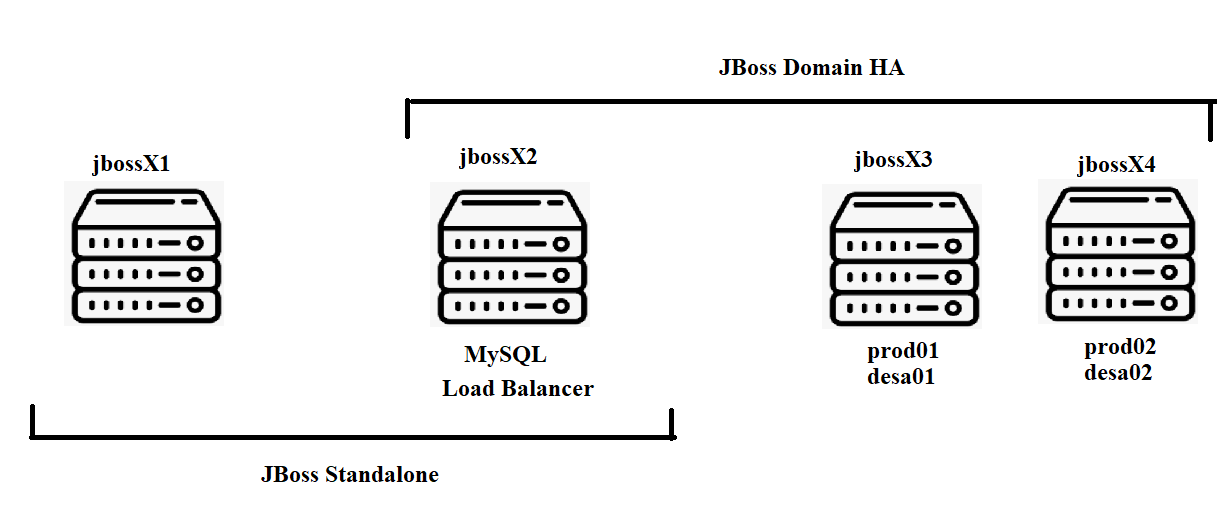 JBoss Domain HA
jbossX1
jbossX2
jbossX3
jbossX4
MySQL
Load Balancer
prod01
desa01
prod02
desa02
JBoss Standalone